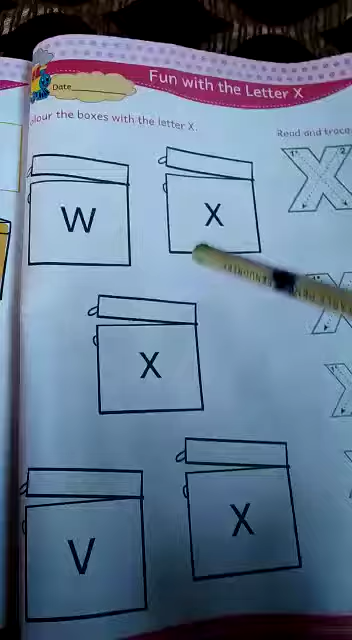 Fun with the Letter X
Date
olour the boxes with the letter X.
Read and trace
W
X
X
V
X
X
X